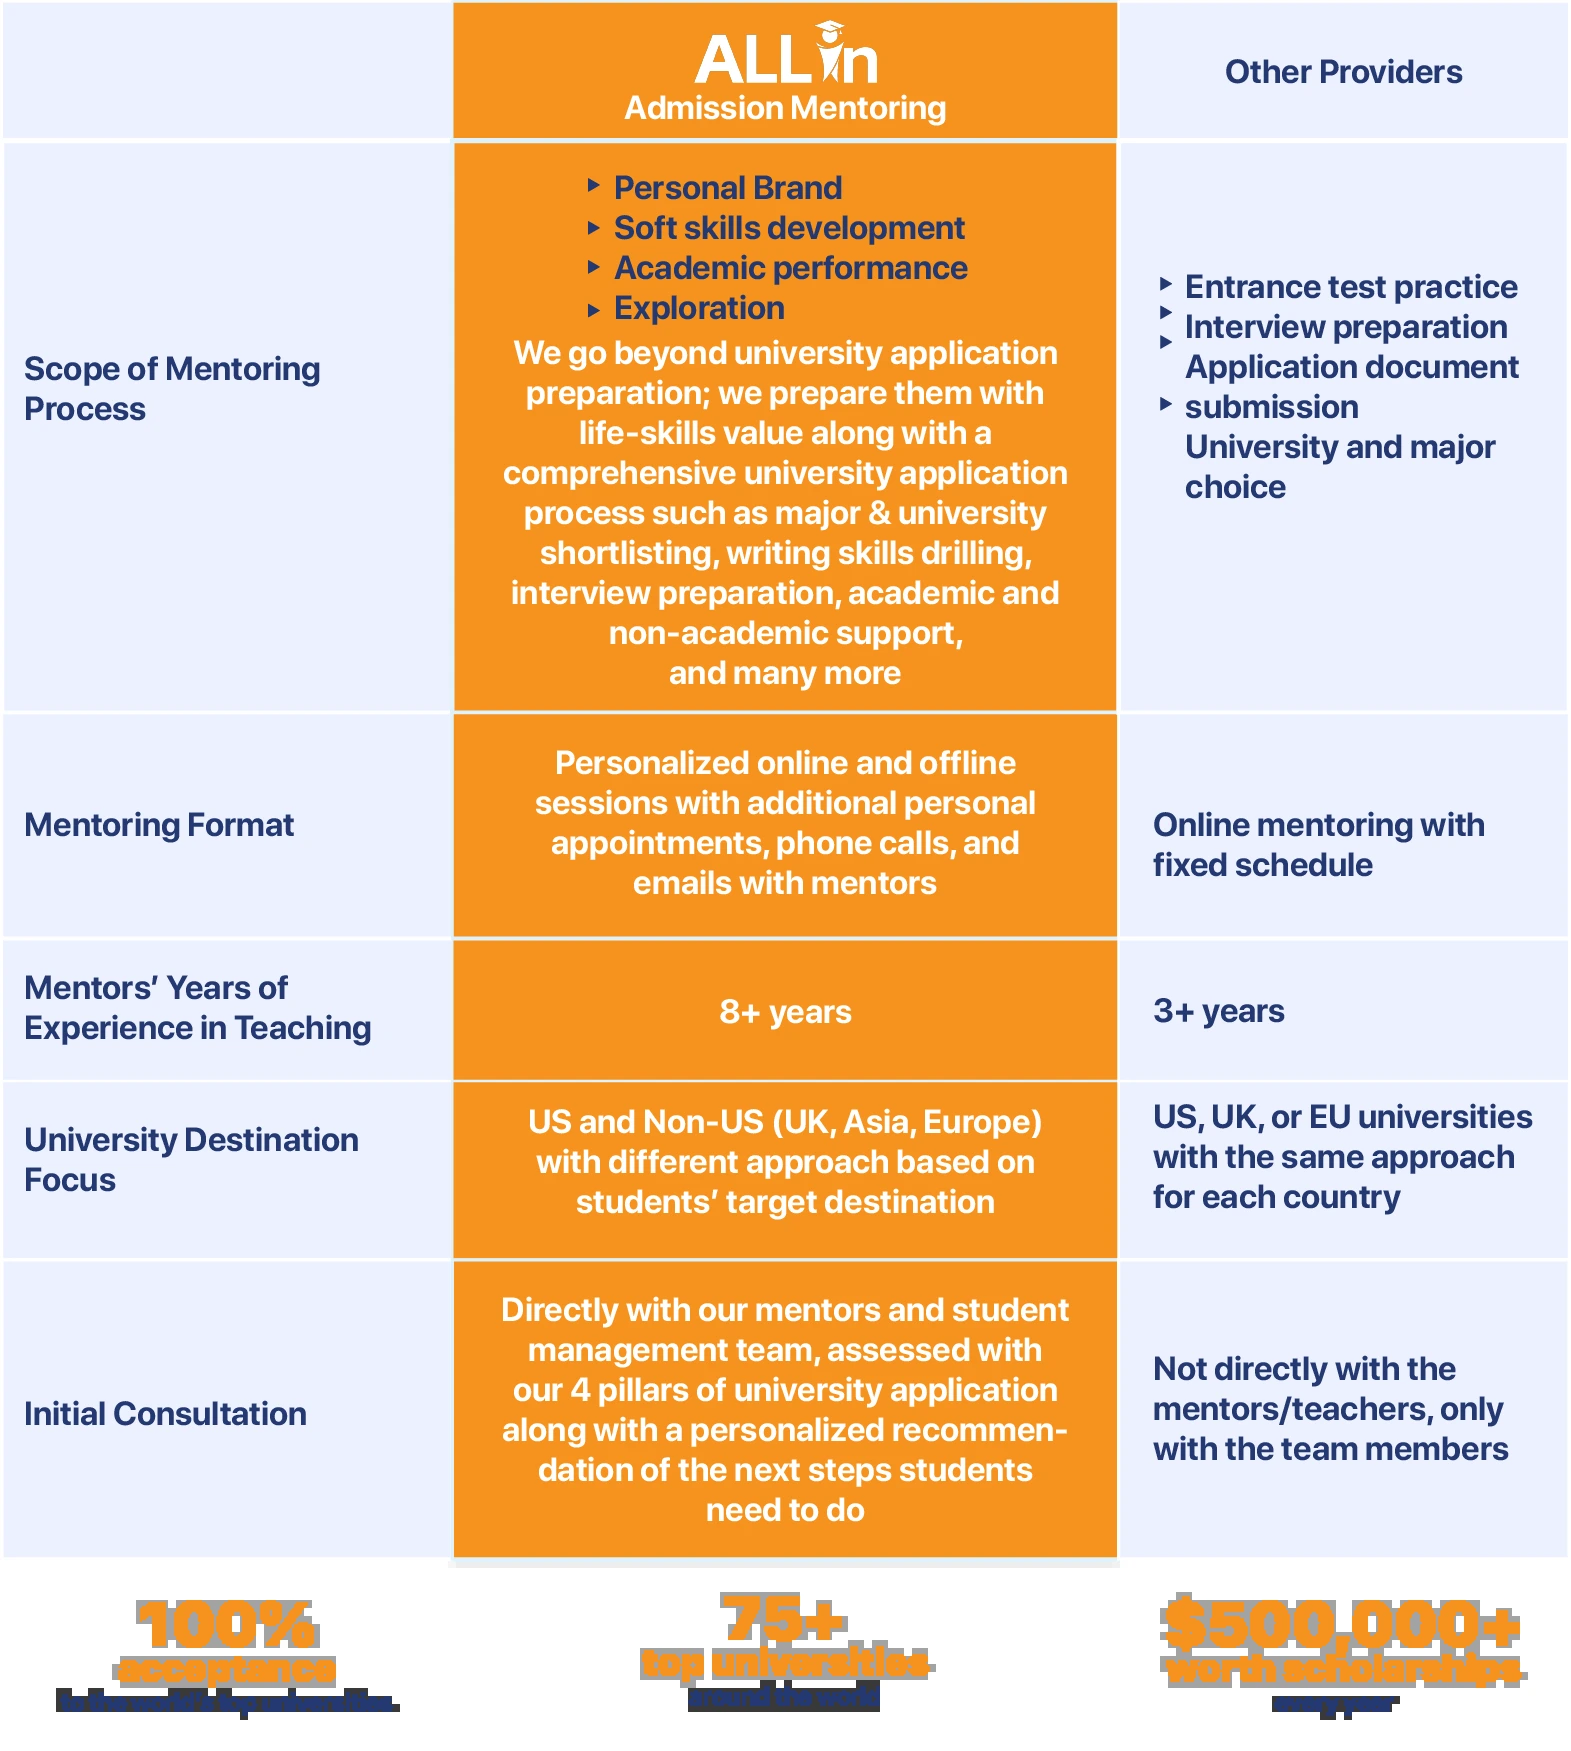 ALL in
Admission Mentoring
Other Providers
Scope of Mentoring
Process
Personal Brand
Soft skills development
Academic performance
Exploration
We go beyond university application
preparation; we prepare them with
life-skills value along with a
comprehensive university application
process such as major & university
shortlisting, writing skills drilling,
interview preparation, academic and
non-academic support,
and many more
Entrance test practice
Interview preparation
Application document
submission
University and major
choice
Mentoring Format
Personalized online and offline
sessions with additional personal
appointments, phone calls, and
emails with mentors
Online mentoring with
fixed schedule
Mentors’ Years of
Experience in Teaching
8+ years
3+ years
University Destination
Focus
US and Non-US (UK, Asia, Europe)
with different approach based on
students’ target destination
US, UK, or EU universities
with the same approach
for each country
Initial Consultation
Directly with our mentors and student
management team, assessed with
our 4 pillars of university application
along with a personalized recommen-
dation of the next steps students
need to do
Not directly with the
mentors/teachers, only
with the team members
100%
acceptance
to the world's top universities
75+
top universities
around the world
$500,000+
worth scholarships
every year